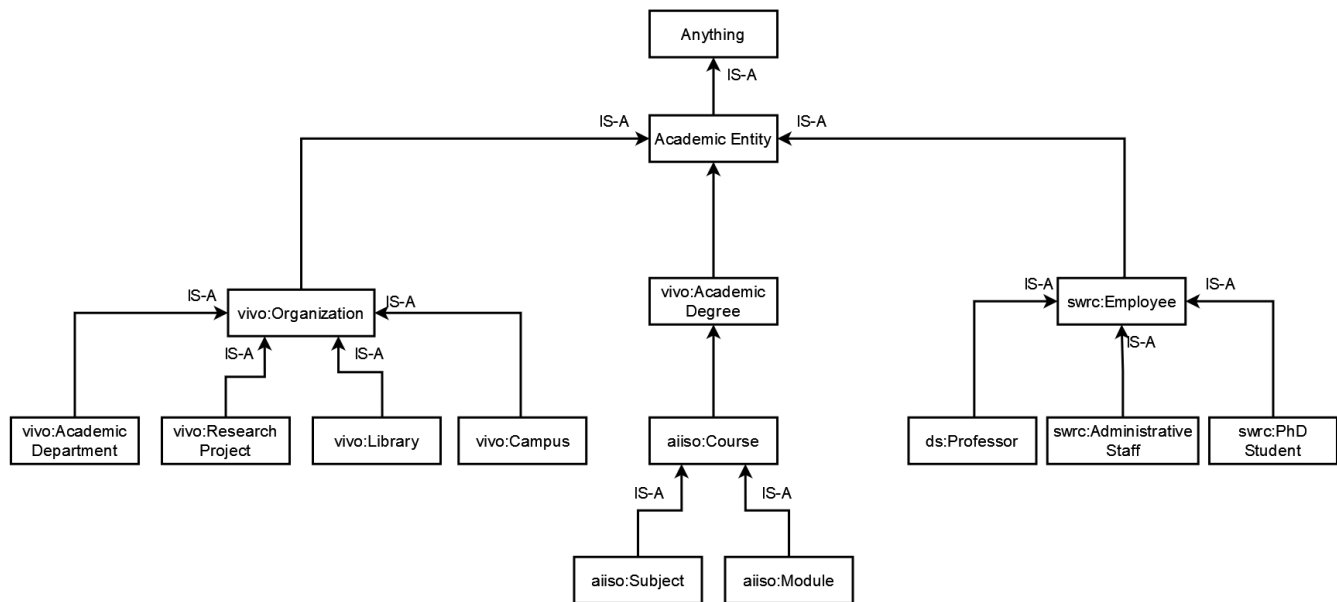 Anything
IS-A
IS-A
Academic Entity
IS-A
vivo:Academic
Degree
IS-A
vivo:Organization
IS-A
IS-A
swrc:Employee
IS-A
IS-A
IS-A
IS-A
vivo:Academic
Department
vivo:Research
Project
vivo:Library
vivo:Campus
aiiso:Course
ds:Professor
swrc:Administrative
Staff
swrc:PhD
Student
IS-A
IS-A
aiiso:Subject
aiiso:Module